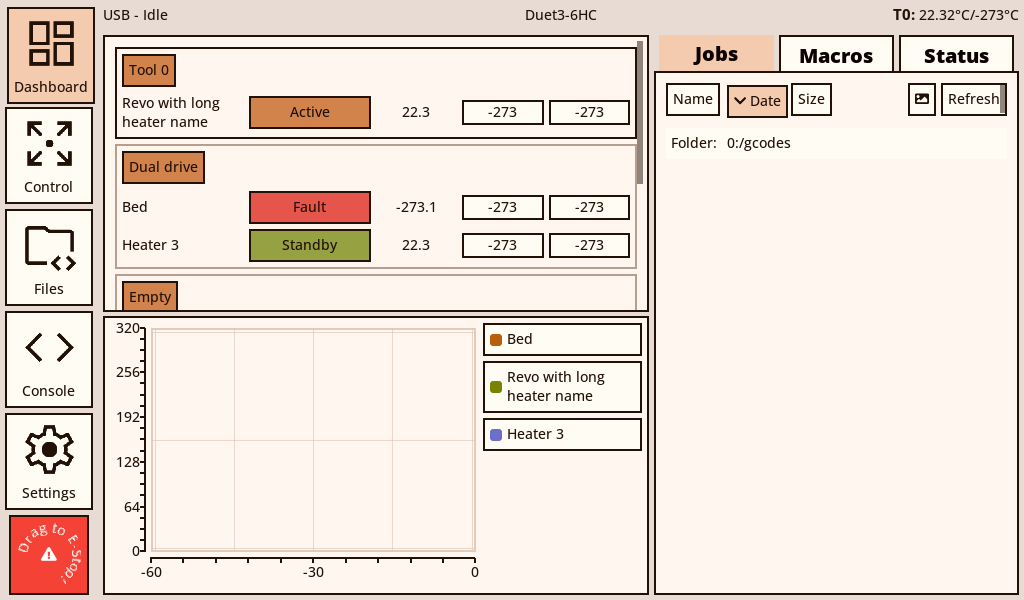 USB - Idle
Duet3-6HC
T0: 22.32°C/-273°C
Dashboard
Control
Files
Console
Settings
Drag to E-Stop!
Tool 0
Revo with long
heater name
Active
22.3
-273
-273
Dual drive
Bed
Fault
-273.1
-273
-273
Heater 3
Standby
22.3
-273
-273
Empty
320
256
192
128
64
0
-60
-30
0
Bed
Revo with long
heater name
Heater 3
Jobs
Macros
Status
Name
Date
Size
Refresh
Folder: 0:/gcodes